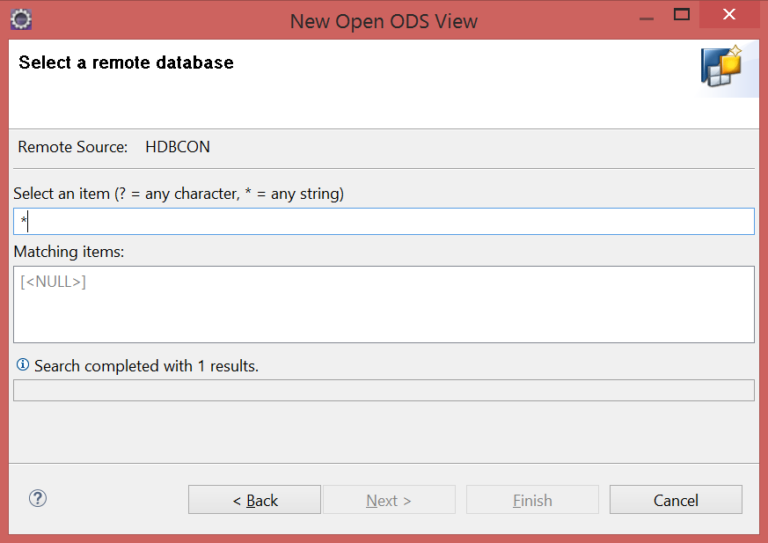 New Open ODS View
Select a remote database
Remote Source: HDBCON
Select an item (? = any character, * = any string)
*
Matching items:
[<NULL>]
Search completed with 1 results.
< Back Next > Finish Cancel